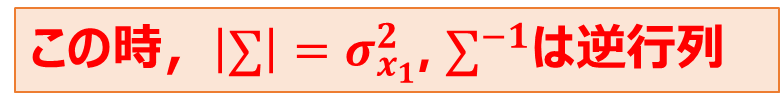 この時，|∑| = σ²ₓ₁, ∑⁻¹は逆行列